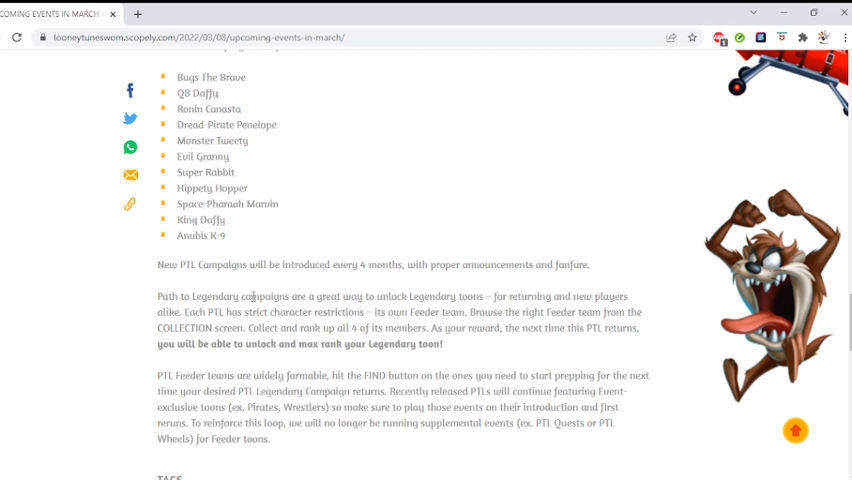 COMING EVENTS IN MARCH
looneytuneswom.scopely.com/2022/03/08/upcoming-events-in-march/
Bugs The Brave
QB Daffy
Ronin Canasta
Dread-Pirate Penelope
Monster Tweety
Evil Granny
Super Rabbit
Hippety Hopper
Space-Pharaoh Marvin
King Daffy
Anubis K-9
New PTL Campaigns will be introduced every 4 months, with proper announcements and fanfare.
Path to Legendary campaigns are a great way to unlock Legendary toons – for returning and new players
alike. Each PTL has strict character restrictions – its own Feeder team. Browse the right Feeder team from the
COLLECTION screen. Collect and rank up all 4 of its members. As your reward, the next time this PTL returns,
you will be able to unlock and max rank your Legendary toon!
PTL Feeder teams are widely farmable, hit the FIND button on the ones you need to start prepping for the next
time your desired PTL Legendary Campaign returns. Recently released PTLs will continue featuring Event-
exclusive toons (ex. Pirates, Wrestlers) so make sure to play those events on their introduction and first
reruns. To reinforce this loop, we will no longer be running supplemental events (ex. PTL Quests or PTL
Wheels) for Feeder toons.
TAGS